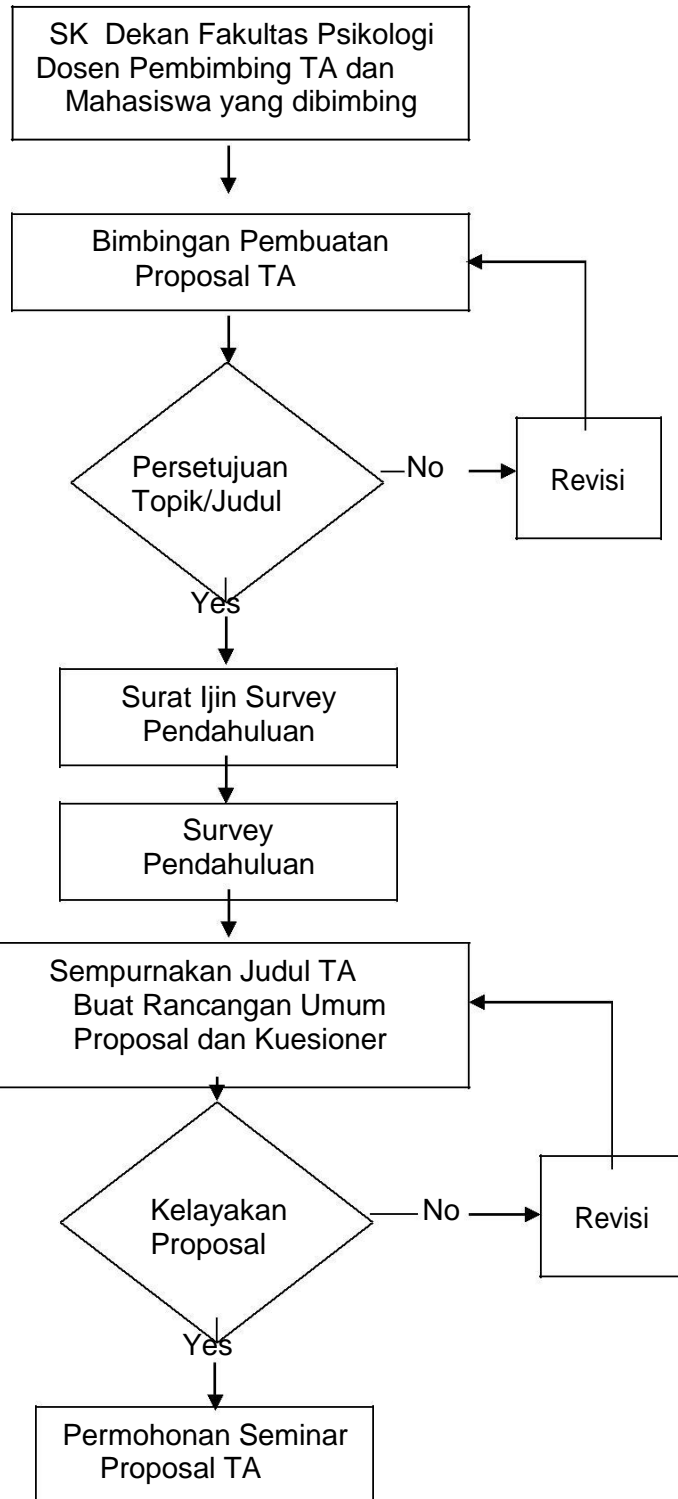 SK Dekan Fakultas Psikologi
Dosen Pembimbing TA dan
Mahasiswa yang dibimbing
Bimbingan Pembuatan
Proposal TA
Persetujuan
Topik/Judul
No
Revisi
Yes
Surat Ijin Survey
Pendahuluan
Survey
Pendahuluan
Sempurnakan Judul TA
Buat Rancangan Umum
Proposal dan Kuesioner
Kelayakan
Proposal
No
Revisi
Yes
Permohonan Seminar
Proposal TA